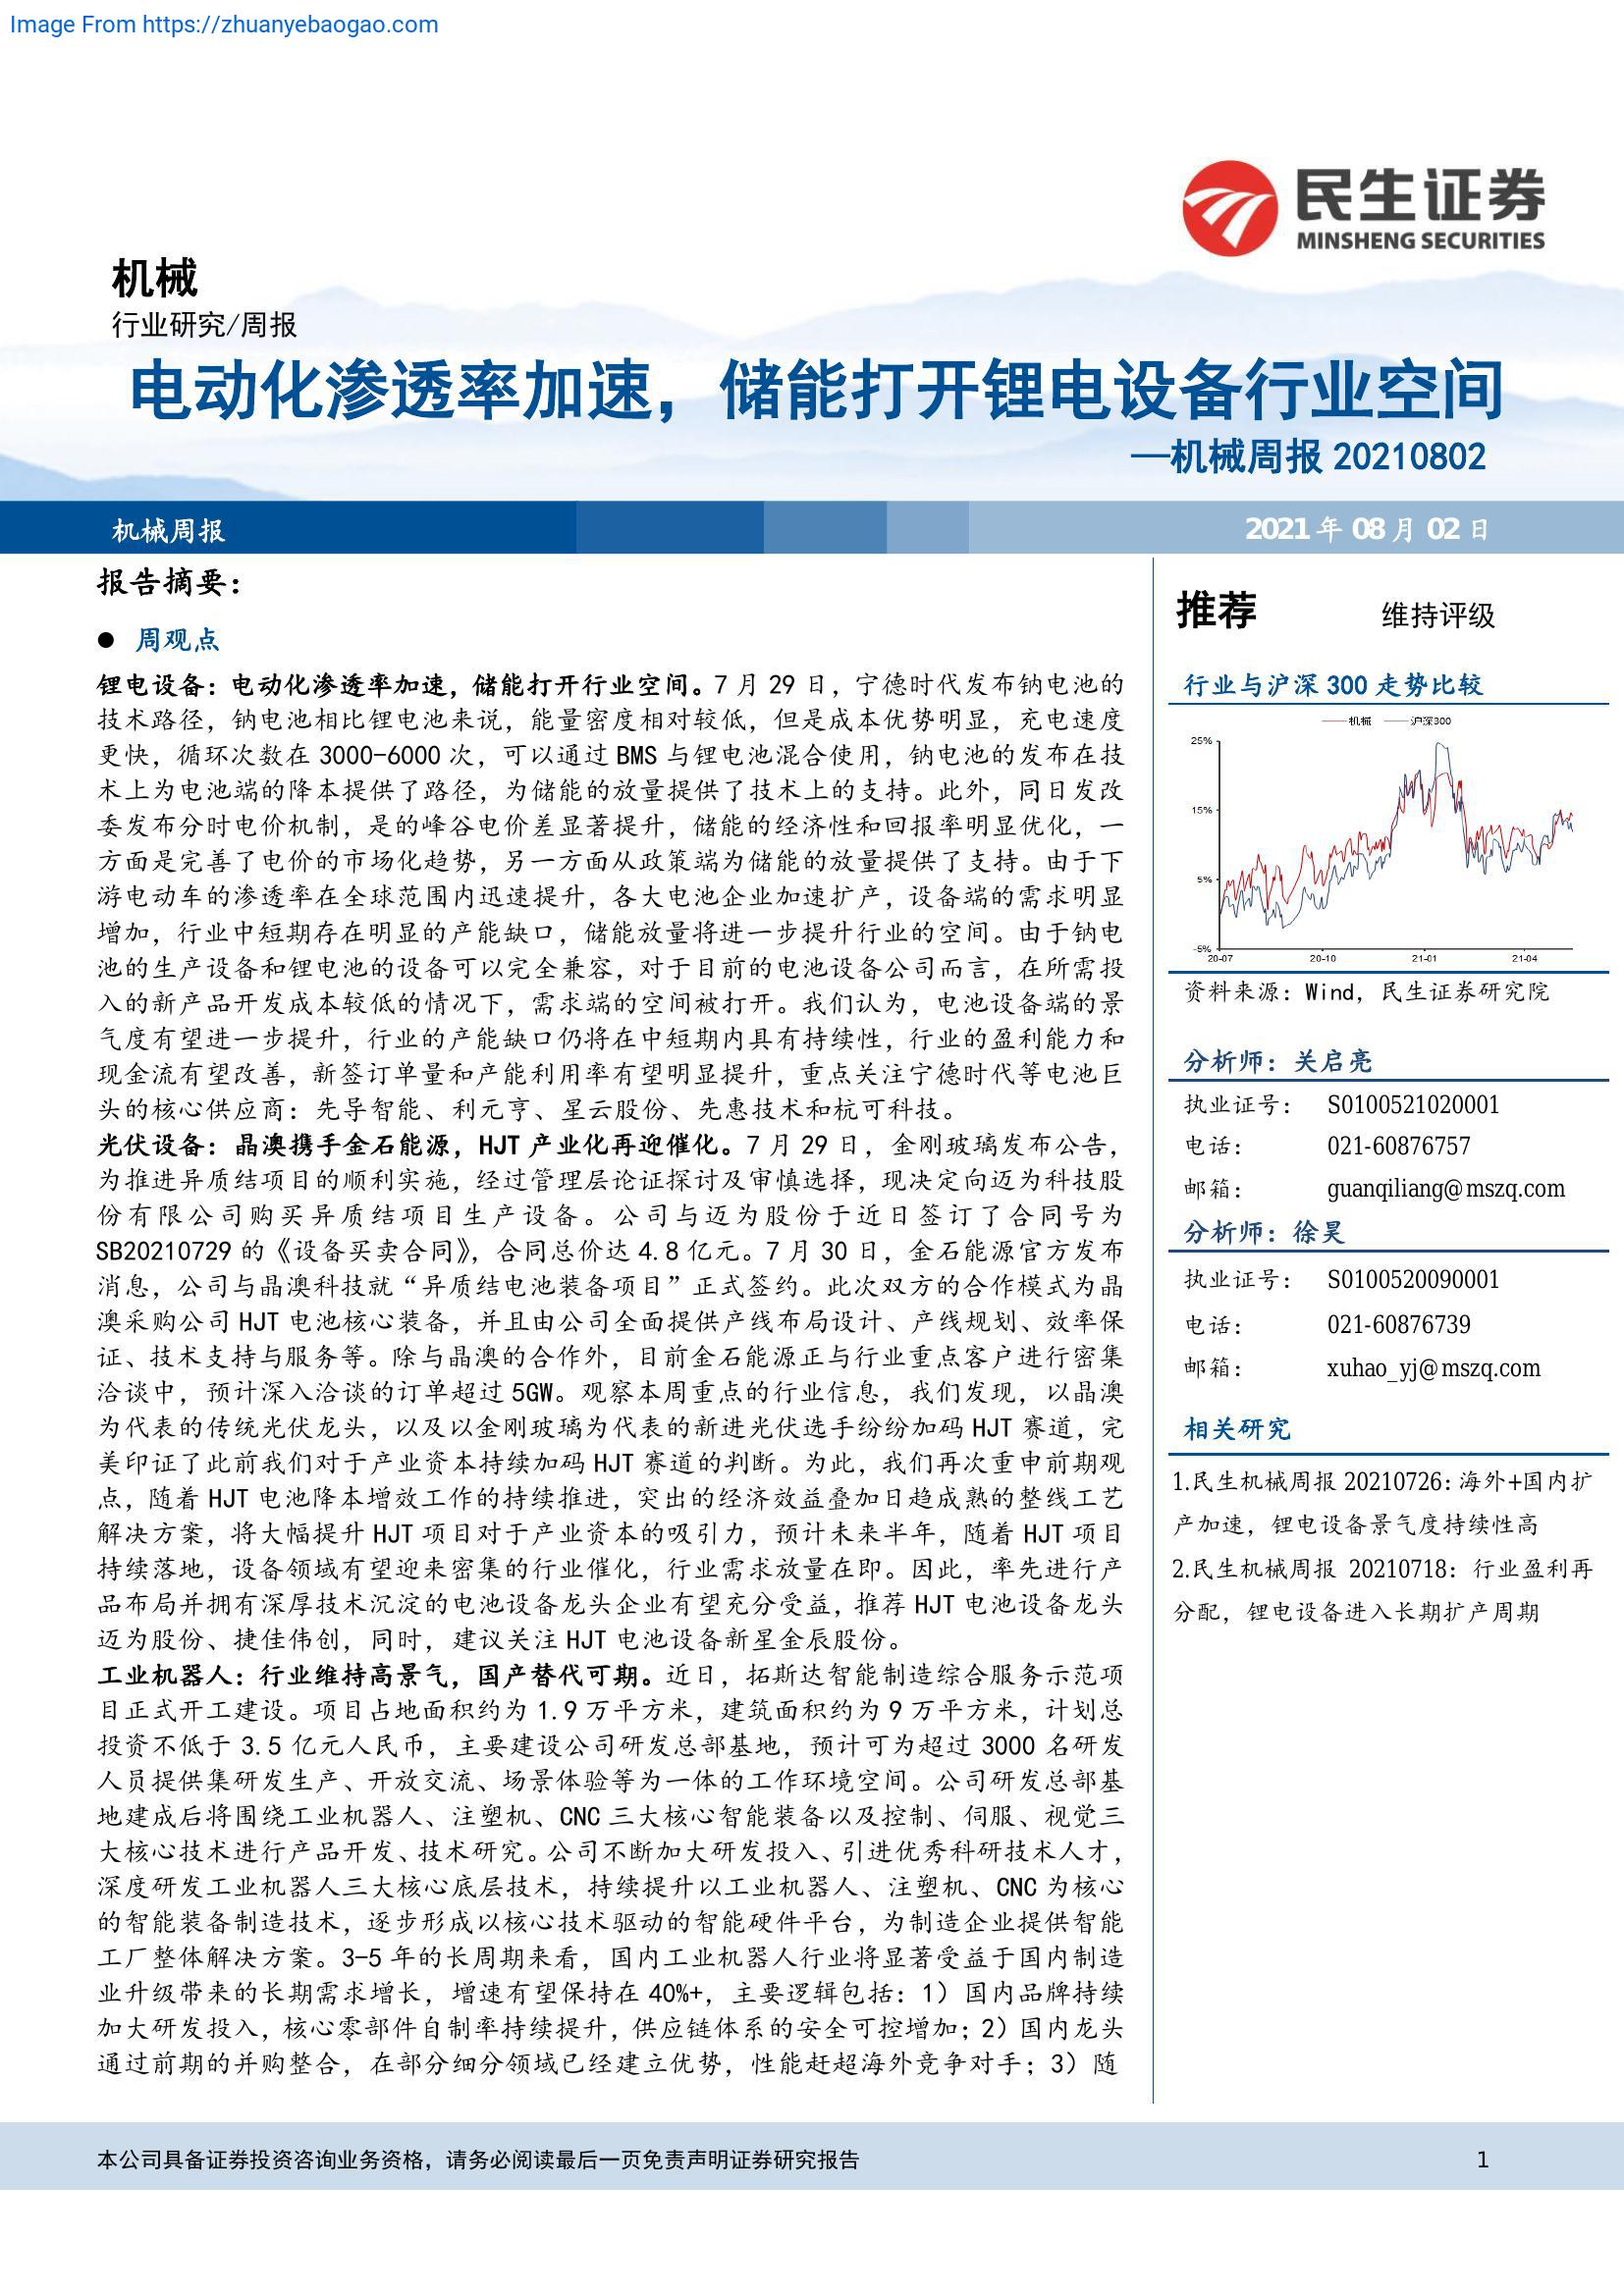 Image From https://zhuanyebaogao.com
民生证券
MINSHENG SECURITIES
机械
行业研究/周报
电动化渗透率加速，储能打开锂电设备行业空间
—机械周报 20210802
机械周报
2021 年 08 月 02 日
报告摘要：
● 周观点
锂电设备：电动化渗透率加速，储能打开行业空间。7 月 29 日，宁德时代发布钠电池的
技术路径，钠电池相比锂电池来说，能量密度相对较低，但是成本优势明显，充电速度
更快，循环次数在 3000-6000 次，可以通过 BMS 与锂电池混合使用，钠电池的发布在技
术上为电池端的降本提供了路径，为储能的放量提供了技术上的支持。此外，同日发改
委发布分时电价机制，是的峰谷电价差显著提升，储能的经济性和回报率明显优化，一
方面是完善了电价的市场化趋势，另一方面从政策端为储能的放量提供了支持。由于下
游电动车的渗透率在全球范围内迅速提升，各大电池企业加速扩产，设备端的需求明显
增加，行业中短期存在明显的产能缺口，储能放量将进一步提升行业的空间。由于钠电
池的生产设备和锂电池的设备可以完全兼容，对于目前的电池设备公司而言，在所需投
入的新产品开发成本较低的情况下，需求端的空间被打开。我们认为，电池设备端的景
气度有望进一步提升，行业的产能缺口仍将在中短期内具有持续性，行业的盈利能力和
现金流有望改善，新签订单量和产能利用率有望明显提升，重点关注宁德时代等电池巨
头的核心供应商：先导智能、利元亨、星云股份、先惠技术和杭可科技。
光伏设备：晶澳携手金石能源，HJT 产业化再迎催化。7 月 29 日，金刚玻璃发布公告，
为推进异质结项目的顺利实施，经过管理层论证探讨及审慎选择，现决定向迈为科技股
份有限公司购买异质结项目生产设备。公司与迈为股份于近日签订了合同号为
SB20210729 的《设备买卖合同》，合同总价达 4.8 亿元。7 月 30 日，金石能源官方发布
消息，公司与晶澳科技就“异质结电池装备项目”正式签约。此次双方的合作模式为晶
澳采购公司 HJT 电池核心装备，并且由公司全面提供产线布局设计、产线规划、效率保
证、技术支持与服务等。除与晶澳的合作外，目前金石能源正与行业重点客户进行密集
洽谈中，预计深入洽谈的订单超过 5GW。观察本周重点的行业信息，我们发现，以晶澳
为代表的传统光伏龙头，以及以金刚玻璃为代表的新进光伏选手纷纷加码 HJT 赛道，完
美印证了此前我们对于产业资本持续加码 HJT 赛道的判断。为此，我们再次重申前期观
点，随着 HJT 电池降本增效工作的持续推进，突出的经济效益叠加日趋成熟的整线工艺
解决方案，将大幅提升 HJT 项目对于产业资本的吸引力，预计未来半年，随着 HJT 项目
持续落地，设备领域有望迎来密集的行业催化，行业需求放量在即。因此，率先进行产
品布局并拥有深厚技术沉淀的电池设备龙头企业有望充分受益，推荐 HJT 电池设备龙头
迈为股份、捷佳伟创，同时，建议关注 HJT 电池设备新星金辰股份。
工业机器人：行业维持高景气，国产替代可期。近日，拓斯达智能制造综合服务示范项
目正式开工建设。项目占地面积约为 1.9 万平方米，建筑面积约为 9 万平方米，计划总
投资不低于 3.5 亿元人民币，主要建设公司研发总部基地，预计可为超过 3000 名研发
人员提供集研发生产、开放交流、场景体验等为一体的工作环境空间。公司研发总部基
地建成后将围绕工业机器人、注塑机、CNC 三大核心智能装备以及控制、伺服、视觉三
大核心技术进行产品开发、技术研究。公司不断加大研发投入、引进优秀科研技术人才，
深度研发工业机器人三大核心底层技术，持续提升以工业机器人、注塑机、CNC 为核心
的智能装备制造技术，逐步形成以核心技术驱动的智能硬件平台，为制造企业提供智能
工厂整体解决方案。3-5 年的长周期来看，国内工业机器人行业将显著受益于国内制造
业升级带来的长期需求增长，增速有望保持在 40%+，主要逻辑包括：1）国内品牌持续
加大研发投入，核心零部件自制率持续提升，供应链体系的安全可控增加；2）国内龙头
通过前期的并购整合，在部分细分领域已经建立优势，性能赶超海外竞争对手；3）随
推荐 维持评级
行业与沪深 300 走势比较
机械 沪深300
25%
15%
5%
-5%
20-07 20-10 21-01 21-04
资料来源：Wind，民生证券研究院
分析师：关启亮
执业证号： S0100521020001
电话： 021-60876757
邮箱： guanqiliang@mszq.com
分析师：徐昊
执业证号： S0100520090001
电话： 021-60876739
邮箱： xuhao_yj@mszq.com
相关研究
1.民生机械周报 20210726：海外+国内扩
产加速，锂电设备景气度持续性高
2.民生机械周报 20210718：行业盈利再
分配，锂电设备进入长期扩产周期
本公司具备证券投资咨询业务资格，请务必阅读最后一页免责声明证券研究报告 1